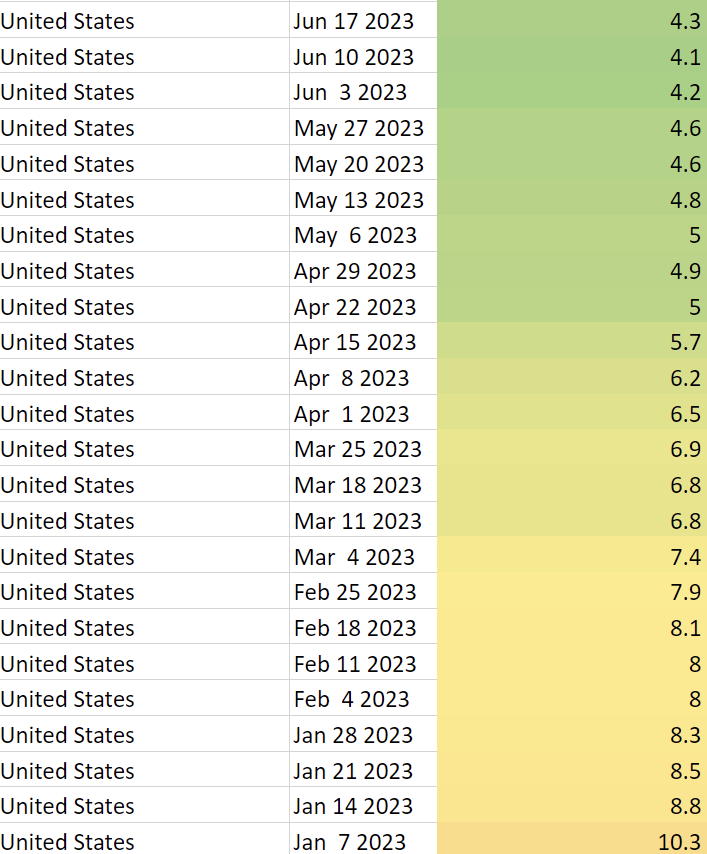 United States Jun 17 2023 4.3
United States Jun 10 2023 4.1
United States Jun  3 2023 4.2
United States May 27 2023 4.6
United States May 20 2023 4.6
United States May 13 2023 4.8
United States May  6 2023 5
United States Apr 29 2023 4.9
United States Apr 22 2023 5
United States Apr 15 2023 5.7
United States Apr  8 2023 6.2
United States Apr  1 2023 6.5
United States Mar 25 2023 6.9
United States Mar 18 2023 6.8
United States Mar 11 2023 6.8
United States Mar  4 2023 7.4
United States Feb 25 2023 7.9
United States Feb 18 2023 8.1
United States Feb 11 2023 8
United States Feb  4 2023 8
United States Jan 28 2023 8.3
United States Jan 21 2023 8.5
United States Jan 14 2023 8.8
United States Jan  7 2023 10.3